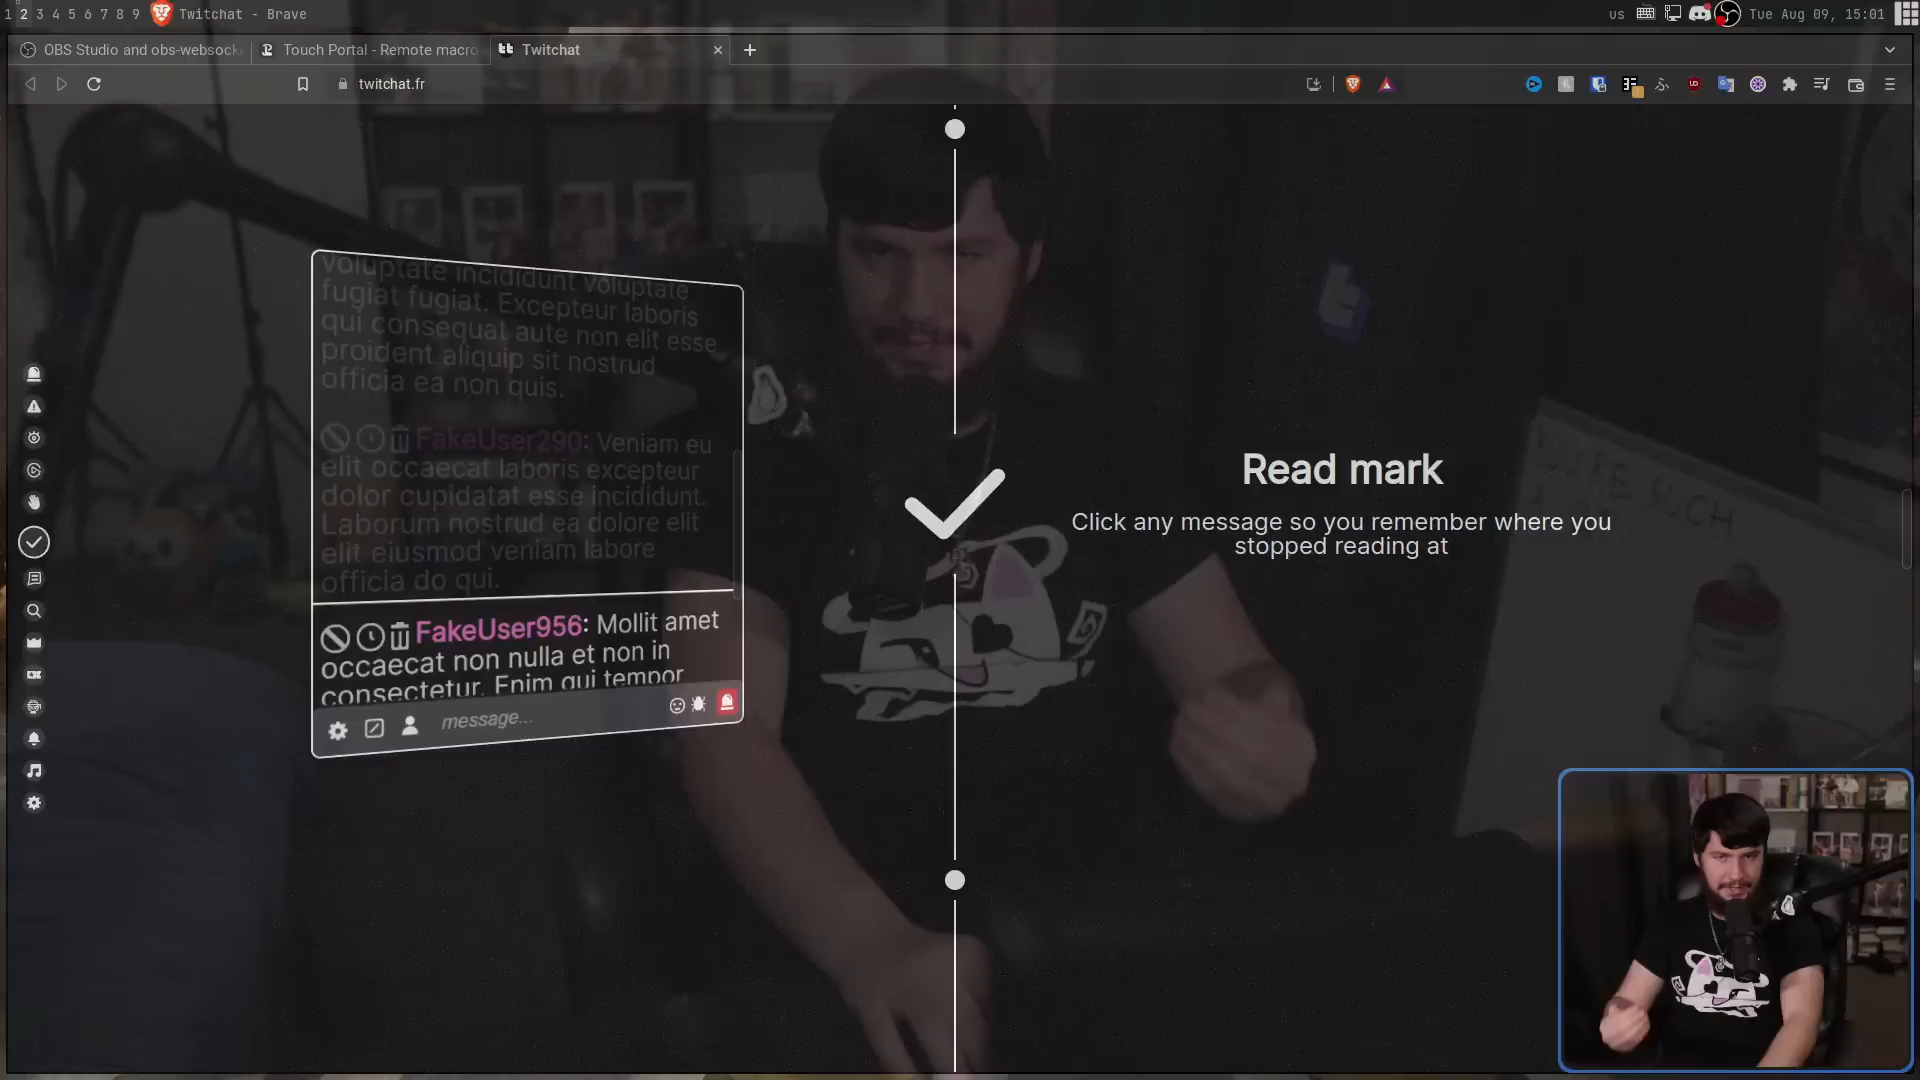 1 2 3 4 5 6 7 8 9 Twitchat - Brave
us Tue Aug 09, 15:01
OBS Studio and obs-websock
Touch Portal - Remote macro
Twitchat
twitchat.fr
voluptate incididunt voluptate
fugiat fugiat. Excepteur laboris
qui consequat aute non elit esse
proident aliquip sit nostrud
officia ea non quis.
FakeUser290: Veniam eu
elit occaecat laboris excepteur
dolor cupidatat esse incididunt.
Laborum nostrud ea dolore elit
elit eiusmod veniam labore
officia do qui.
FakeUser956: Mollit amet
occaecat non nulla et non in
consectetur. Enim qui tempor
message...
Read mark
Click any message so you remember where you
stopped reading at
YOU'RE MUCH